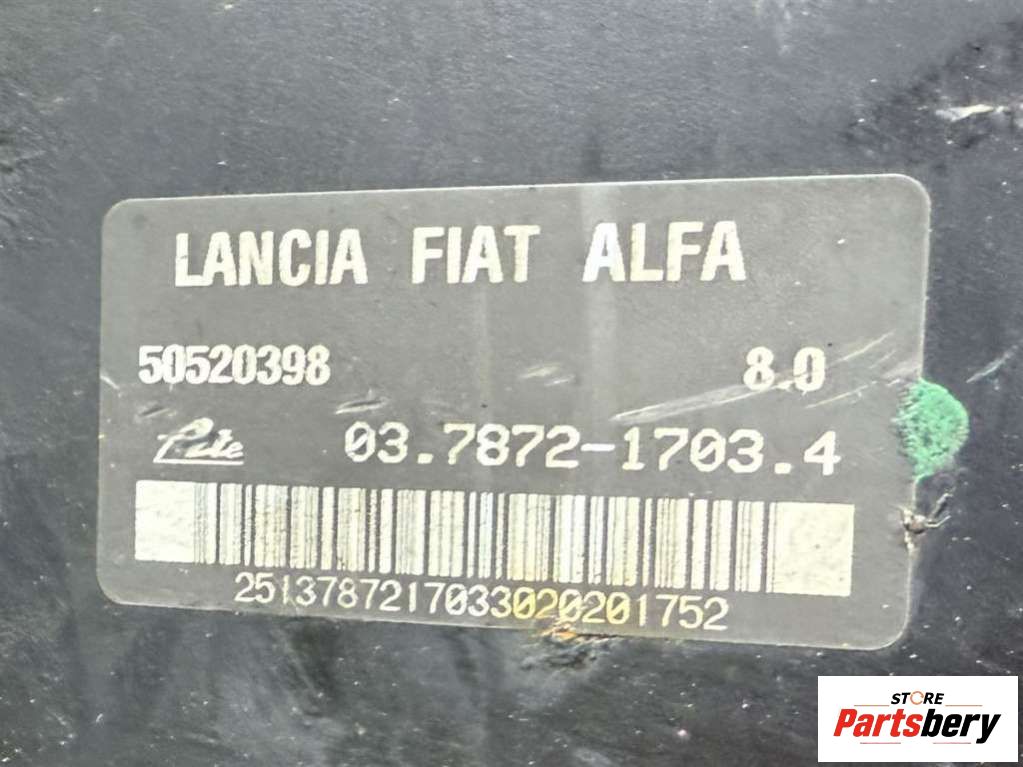 LANCIA FIAT ALFA
50520398 8.0
Ate 03.7872-1703.4
2513787217033020201752
STORE
Partsbery